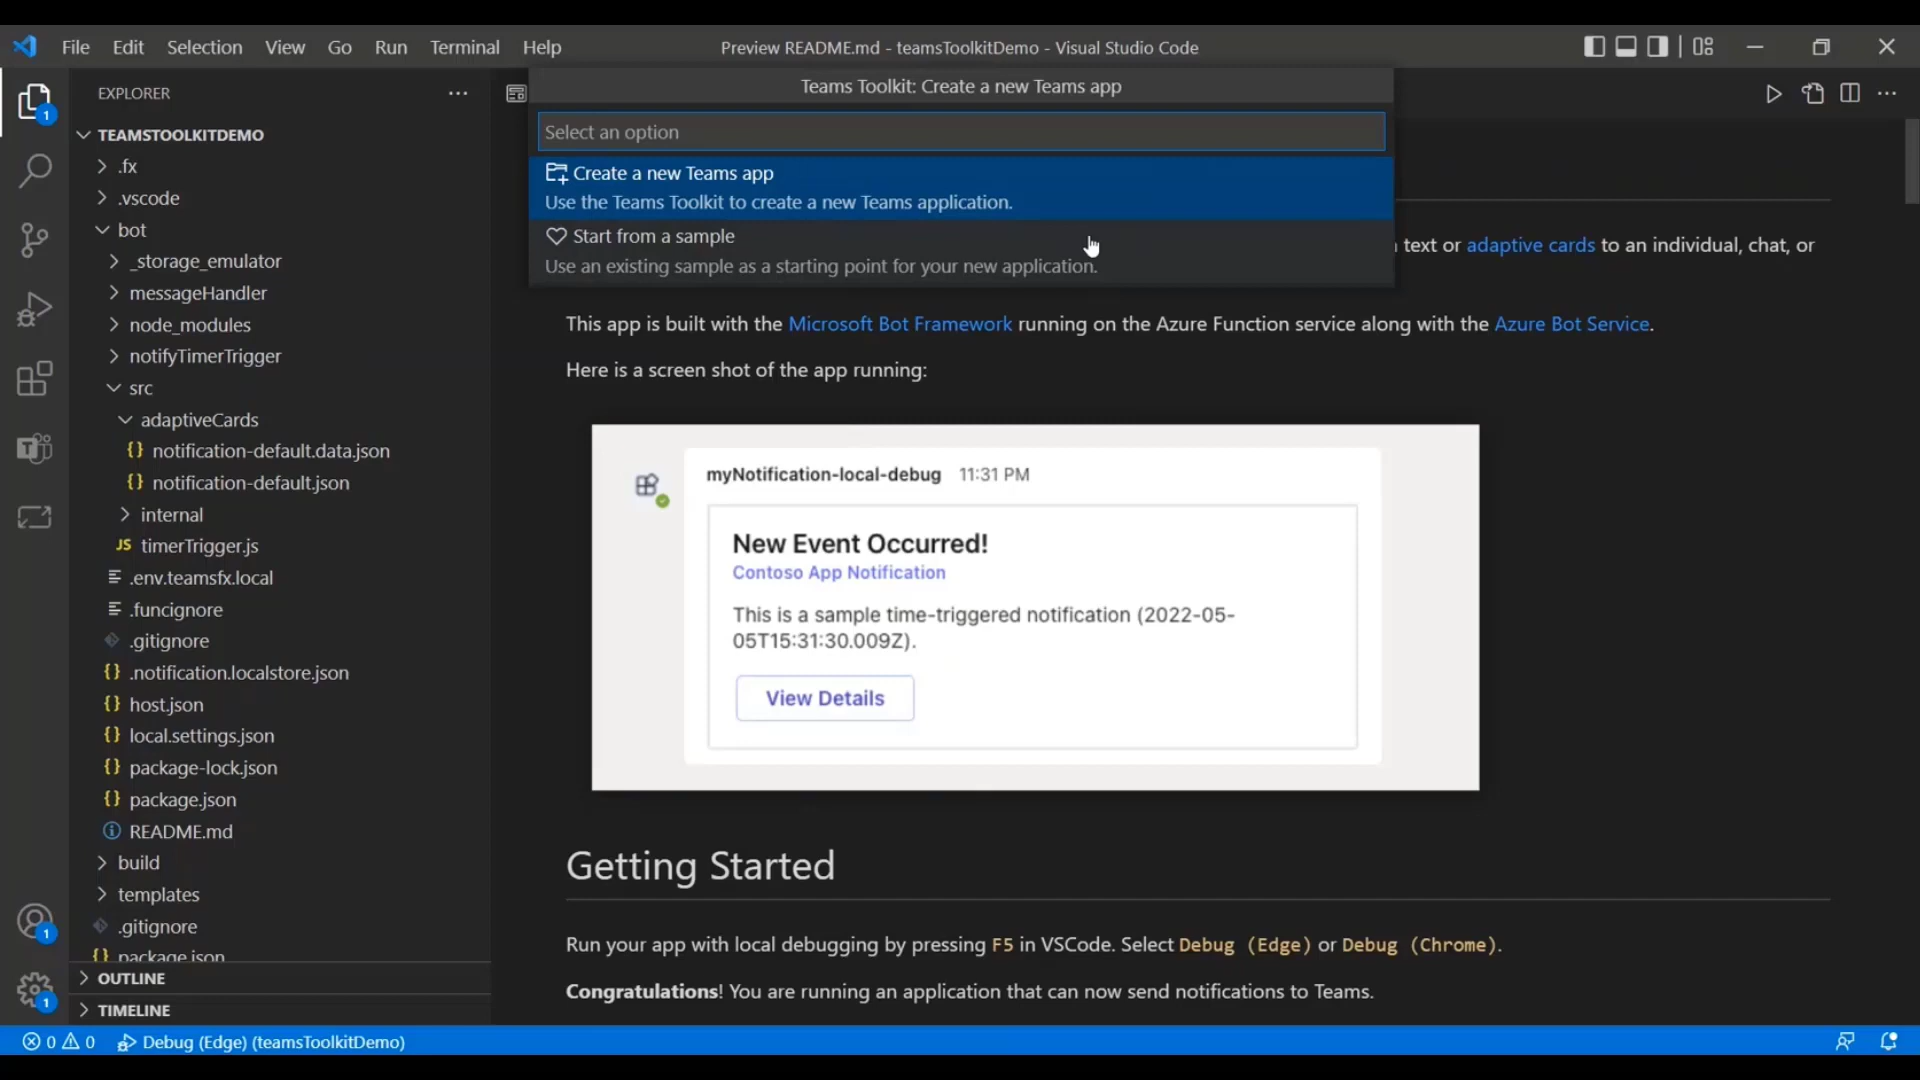 File Edit Selection View Go Run Terminal Help
Preview README.md - teamsToolkitDemo - Visual Studio Code
EXPLORER
TEAMSTOOLKITDEMO
.fx
.vscode
bot
_storage_emulator
messageHandler
node_modules
notifyTimerTrigger
src
adaptiveCards
{} notification-default.data.json
{} notification-default.json
internal
JS timerTrigger.js
.env.teamsfx.local
.funcignore
.gitignore
{} .notification.localstore.json
{} host.json
{} local.settings.json
{} package-lock.json
{} package.json
README.md
build
templates
.gitignore
{} package.json
OUTLINE
TIMELINE
1
1
1
Teams Toolkit: Create a new Teams app
Select an option
Create a new Teams app
Use the Teams Toolkit to create a new Teams application.
Start from a sample
Use an existing sample as a starting point for your new application.
text or adaptive cards to an individual, chat, or
This app is built with the Microsoft Bot Framework running on the Azure Function service along with the Azure Bot Service.
Here is a screen shot of the app running:
myNotification-local-debug 11:31 PM
New Event Occurred!
Contoso App Notification
This is a sample time-triggered notification (2022-05-
05T15:31:30.009Z).
View Details
Getting Started
Run your app with local debugging by pressing F5 in VSCode. Select Debug (Edge) or Debug (Chrome).
Congratulations! You are running an application that can now send notifications to Teams.
0 0 Debug (Edge) (teamsToolkitDemo)